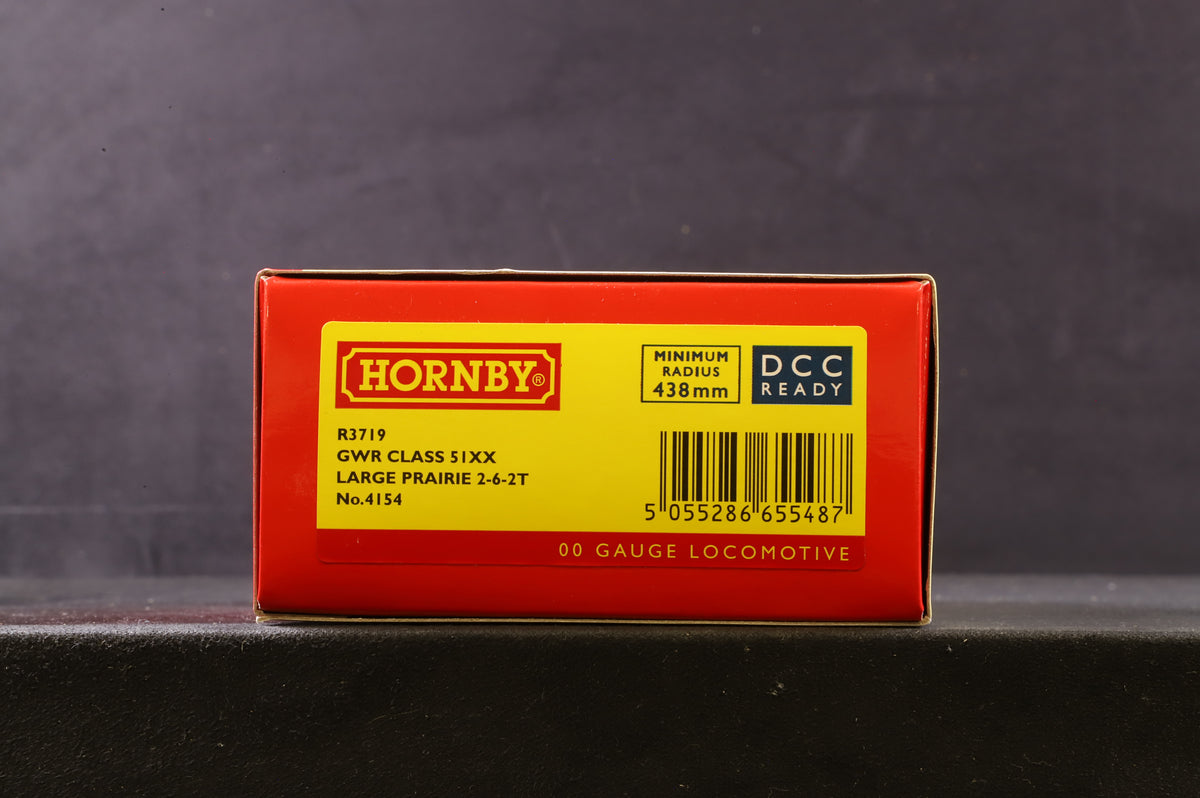 HORNBY®
MINIMUM
RADIUS
438mm
DCC
READY
R3719
GWR CLASS 51XX
LARGE PRAIRIE 2-6-2T
No.4154
5 055286 655487
00 GAUGE LOCOMOTIVE